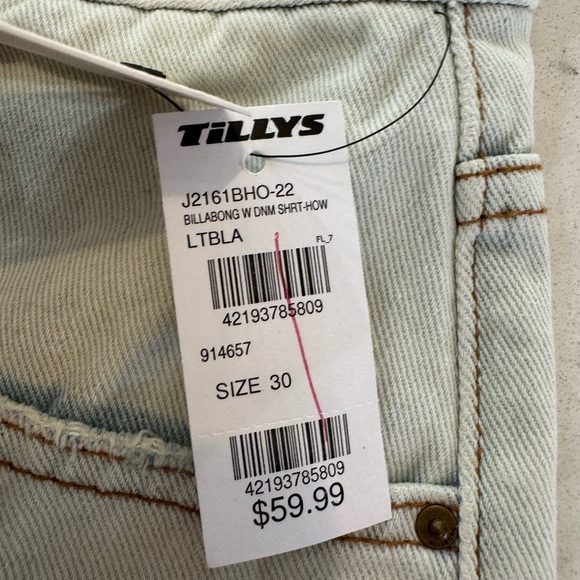 TILLYS
J2161BHO-22
BILLABONG W DNM SHRT-HOW
LTBLA FL_7
42193785809
914657
SIZE 30
42193785809
$59.99